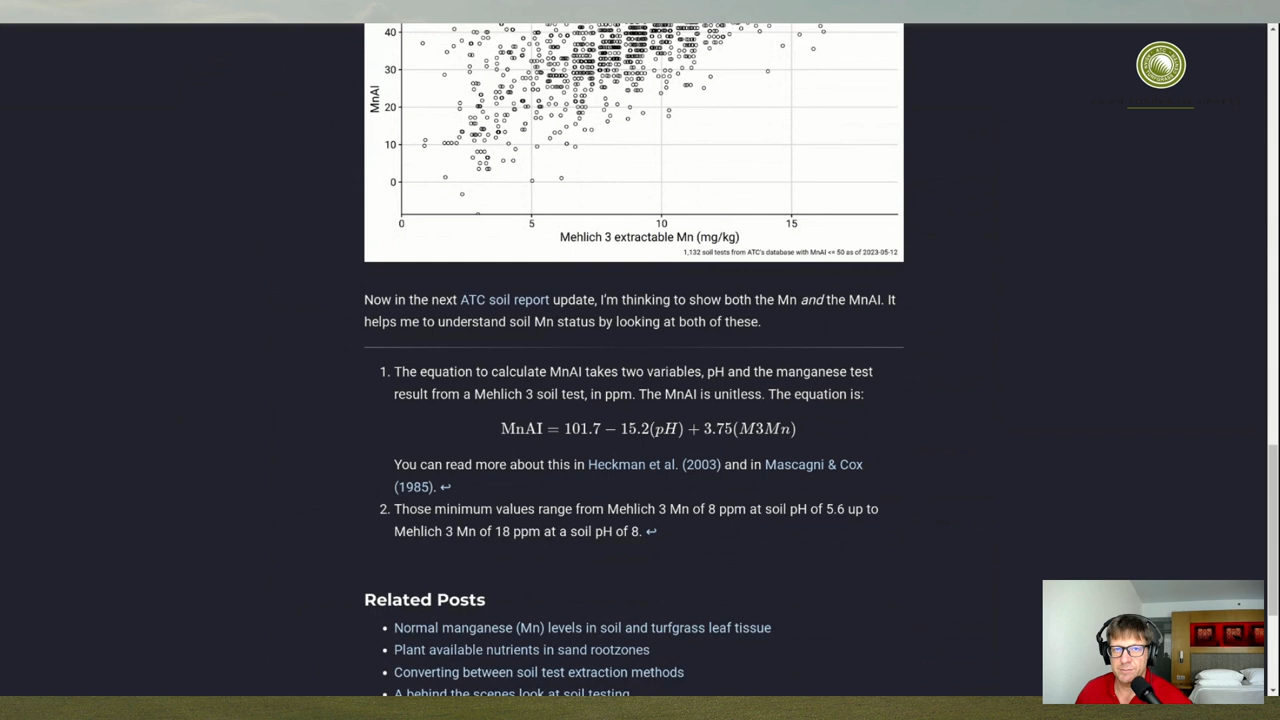 40
30
MnAI
20
10
0
0 5 10 15
Mehlich 3 extractable Mn (mg/kg)
1,132 soil tests from ATC's database with MnAI <= 50 as of 2023-05-12
Now in the next ATC soil report update, I'm thinking to show both the Mn and the MnAI. It
helps me to understand soil Mn status by looking at both of these.
1. The equation to calculate MnAI takes two variables, pH and the manganese test
result from a Mehlich 3 soil test, in ppm. The MnAI is unitless. The equation is:
MnAI = 101.7 − 15.2(pH) + 3.75(M3Mn)
You can read more about this in Heckman et al. (2003) and in Mascagni & Cox
(1985). ↩
2. Those minimum values range from Mehlich 3 Mn of 8 ppm at soil pH of 5.6 up to
Mehlich 3 Mn of 18 ppm at a soil pH of 8. ↩
Related Posts
• Normal manganese (Mn) levels in soil and turfgrass leaf tissue
• Plant available nutrients in sand rootzones
• Converting between soil test extraction methods
• A behind the scenes look at soil testing